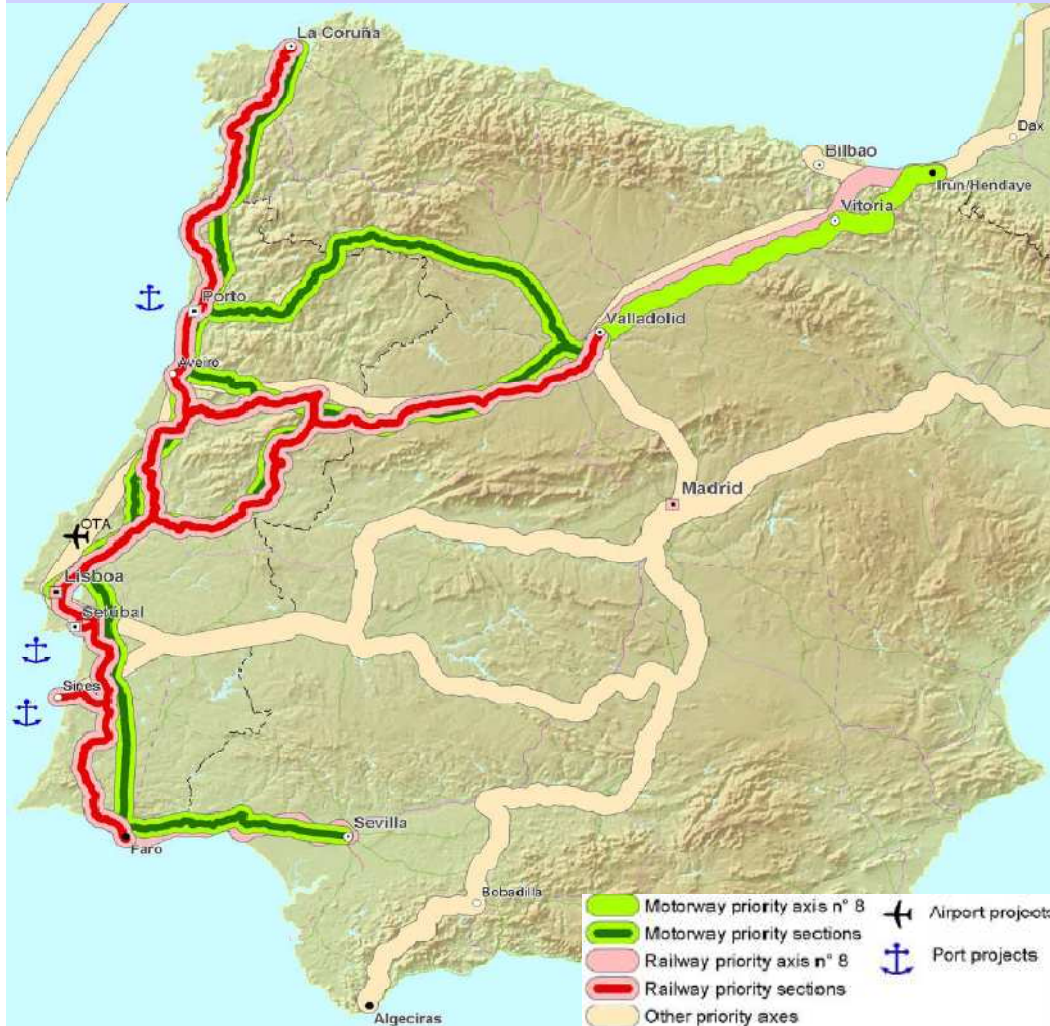 La Coruña
Dax
Bilbao
Irún/Hendaye
Vitoria
Porto
Valladolid
Aveiro
Madrid
OTA
Lisboa
Setúbal
Sines
Sevilla
Faro
Bobadilla
Algeciras
Motorway priority axis n° 8
Motorway priority sections
Railway priority axis n° 8
Railway priority sections
Other priority axes
Airport projects
Port projects